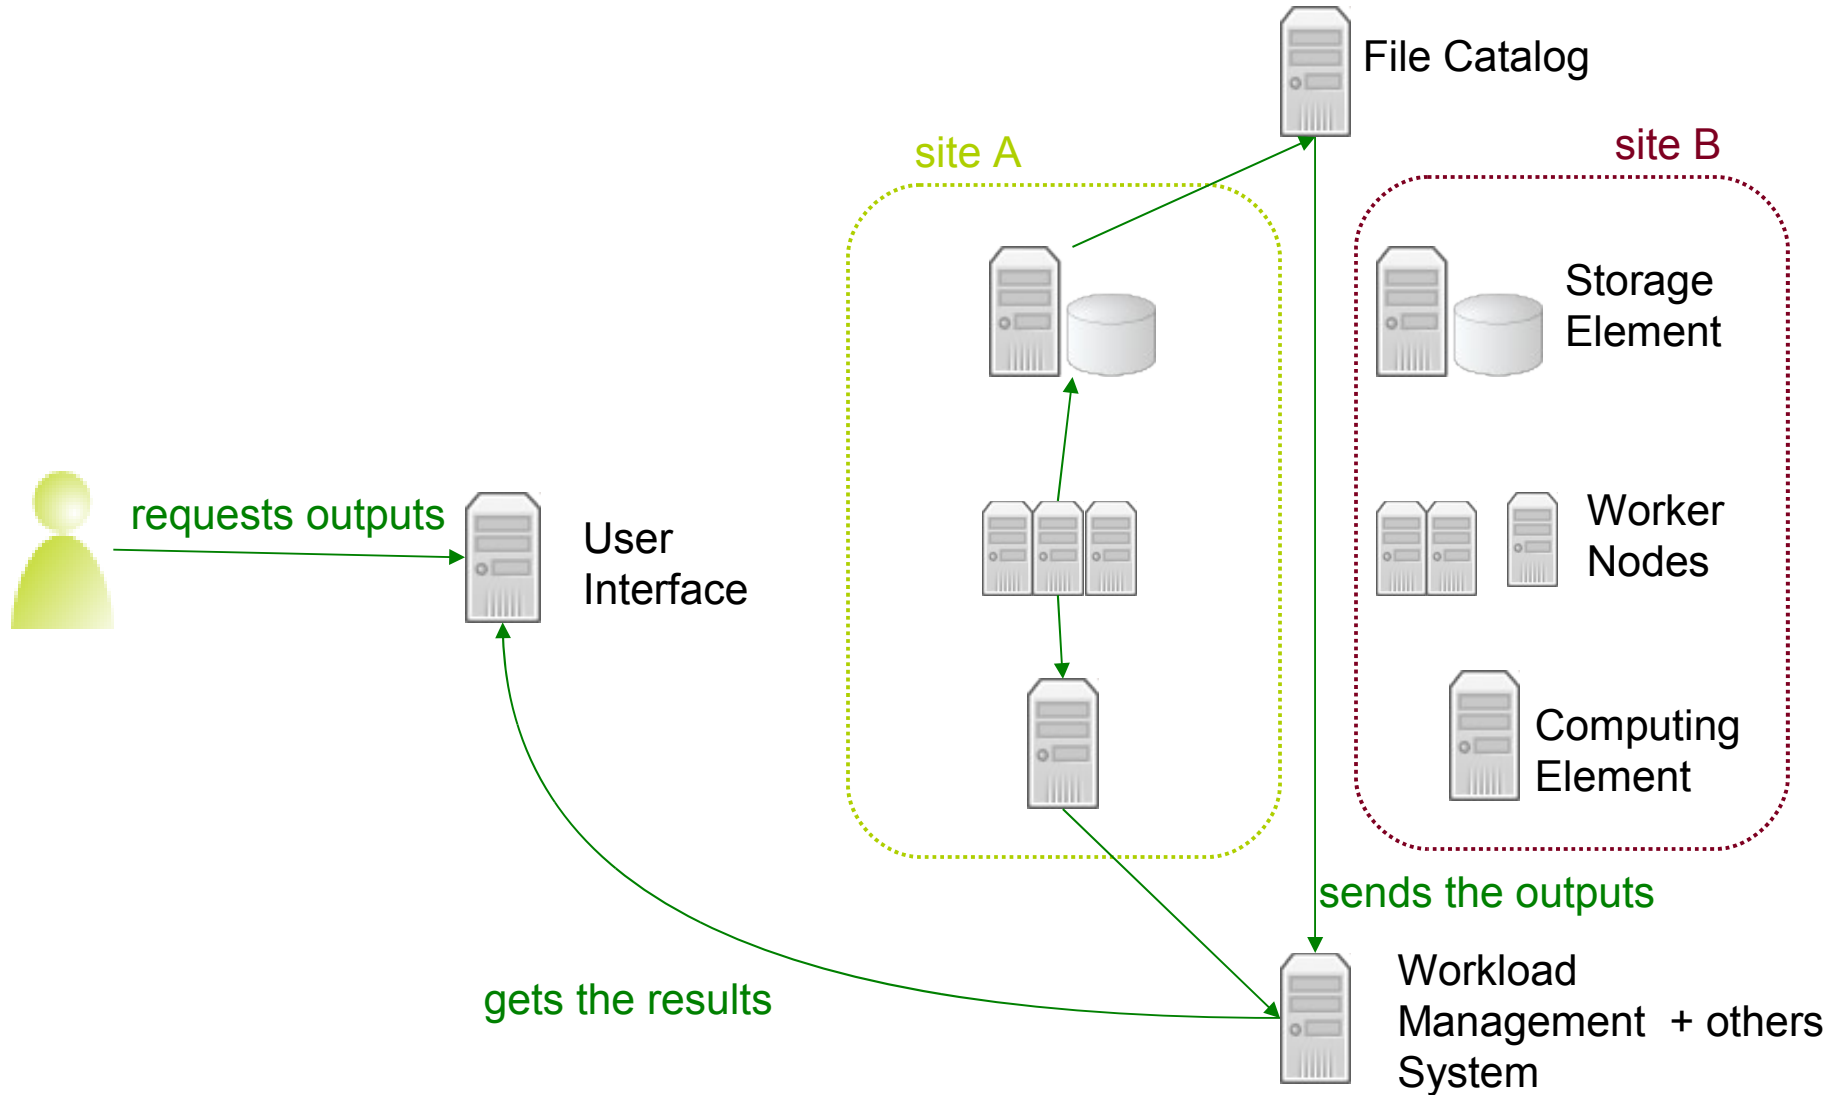 File Catalog
site A
site B
Storage
Element
requests outputs
User
Interface
Worker
Nodes
Computing
Element
sends the outputs
gets the results
Workload
Management + others
System